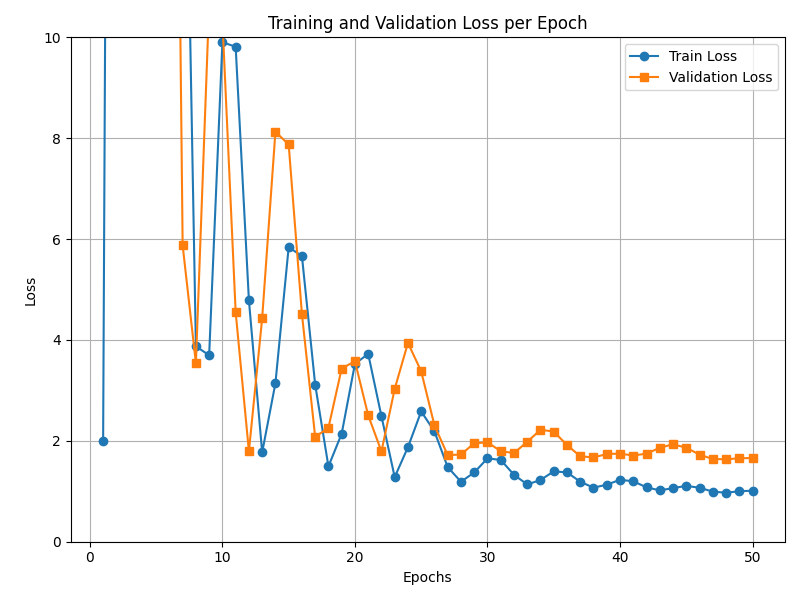 Training and Validation Loss per Epoch
Train Loss
Validation Loss
10
8
6
4
2
0
Loss
0 10 20 30 40 50
Epochs